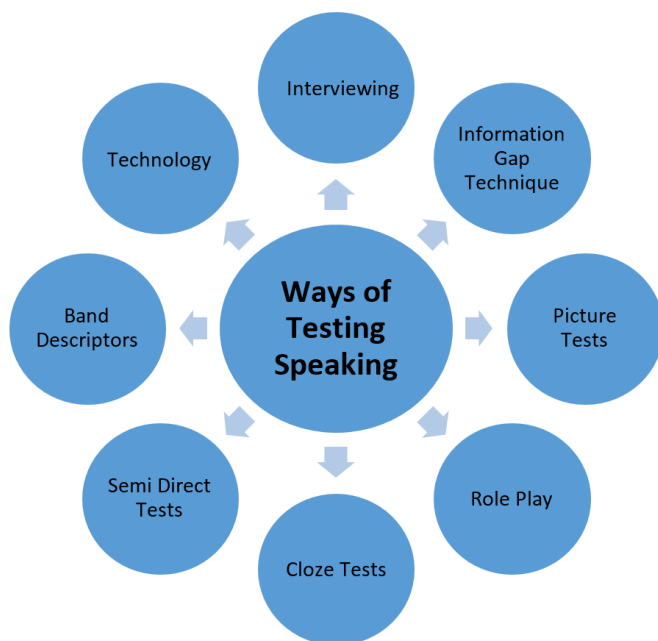 Ways of
Testing
Speaking
Interviewing
Information
Gap
Technique
Picture
Tests
Role Play
Cloze Tests
Semi Direct
Tests
Band
Descriptors
Technology